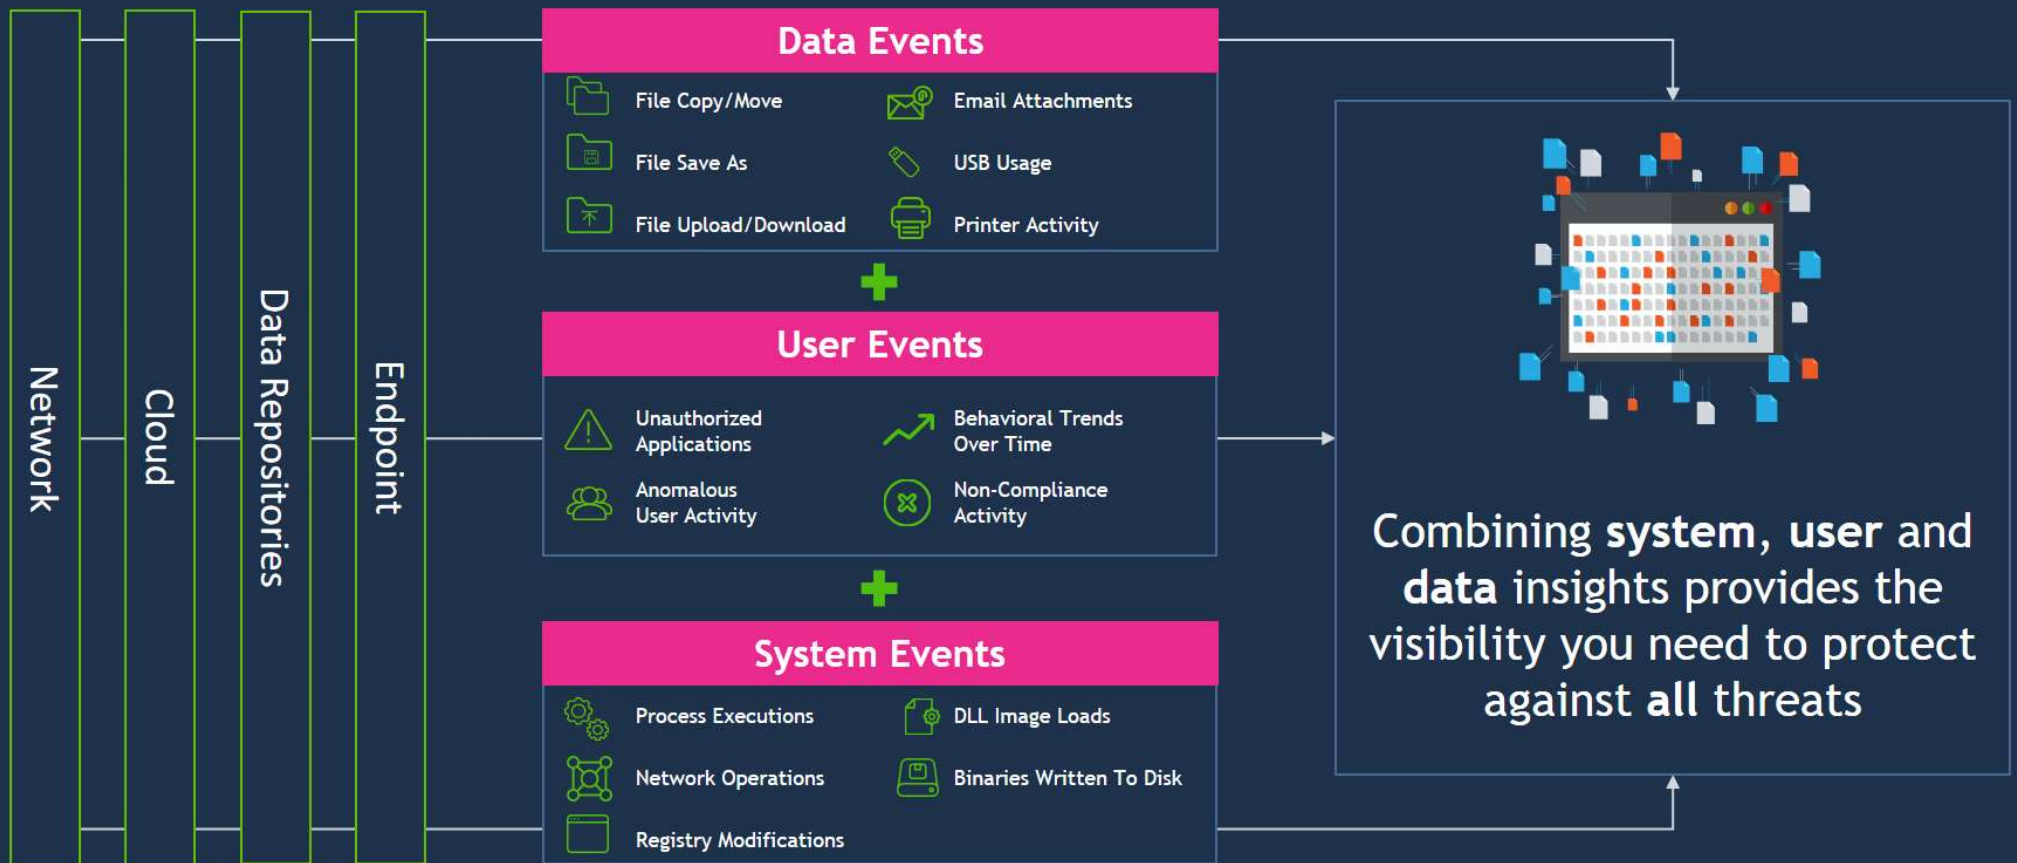 Network
Cloud
Data Repositories
Endpoint
Data Events
File Copy/Move
File Save As
File Upload/Download
Email Attachments
USB Usage
Printer Activity
User Events
Unauthorized
Applications
Anomalous
User Activity
Behavioral Trends
Over Time
Non-Compliance
Activity
System Events
Process Executions
Network Operations
Registry Modifications
DLL Image Loads
Binaries Written To Disk
Combining system, user and
data insights provides the
visibility you need to protect
against all threats